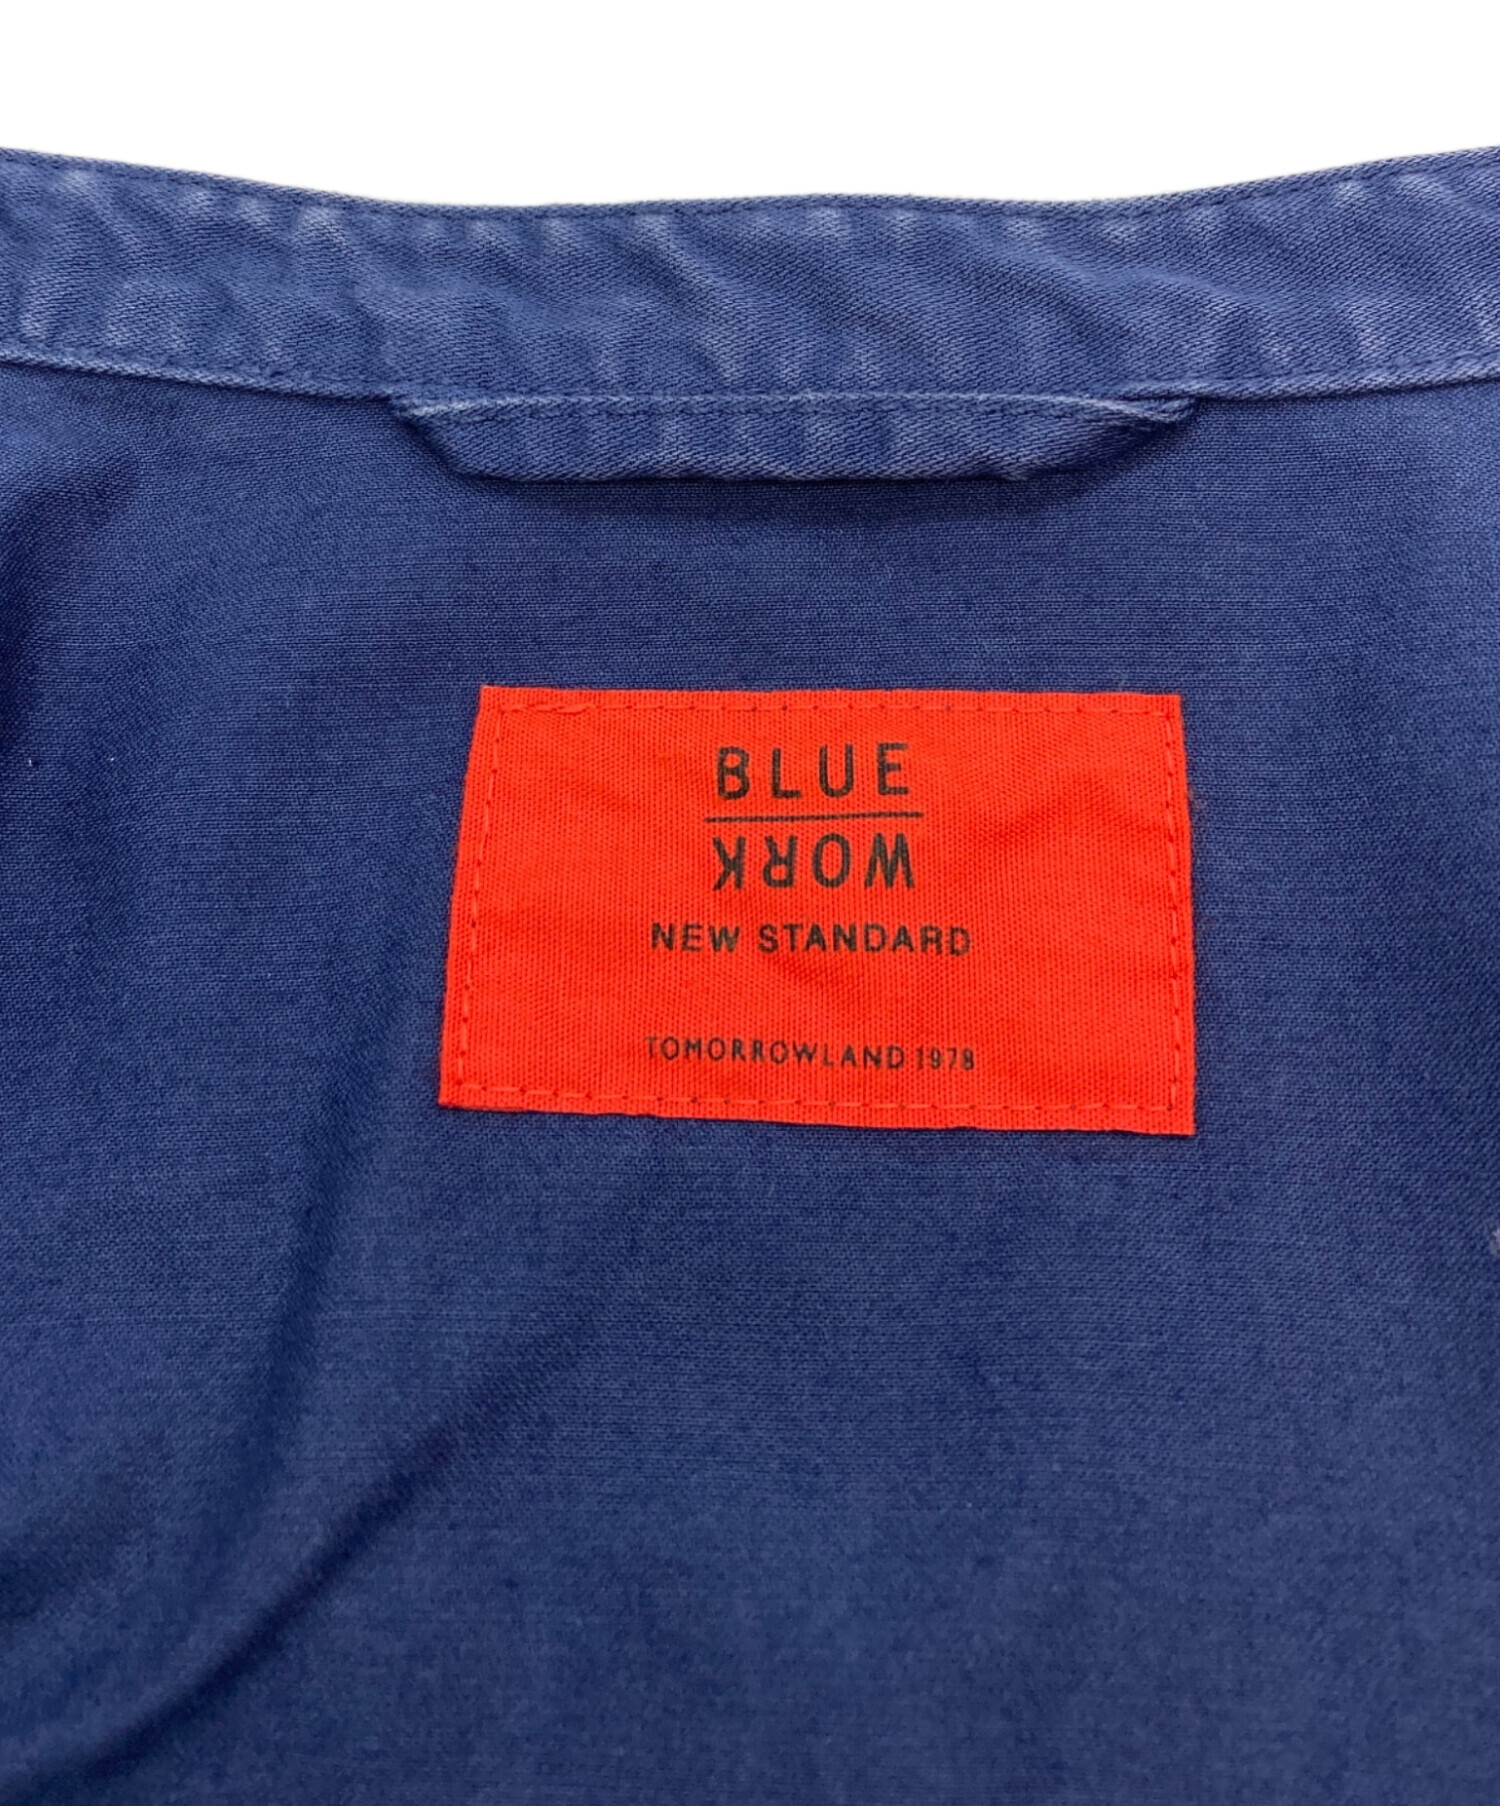 BLUE
WORK
NEW STANDARD
TOMORROWLAND 1978